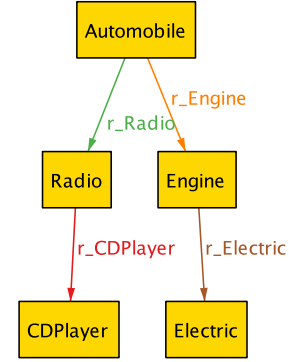 Automobile
r_Engine
r_Radio
Radio
Engine
r_CDPlayer
r_Electric
CDPlayer
Electric